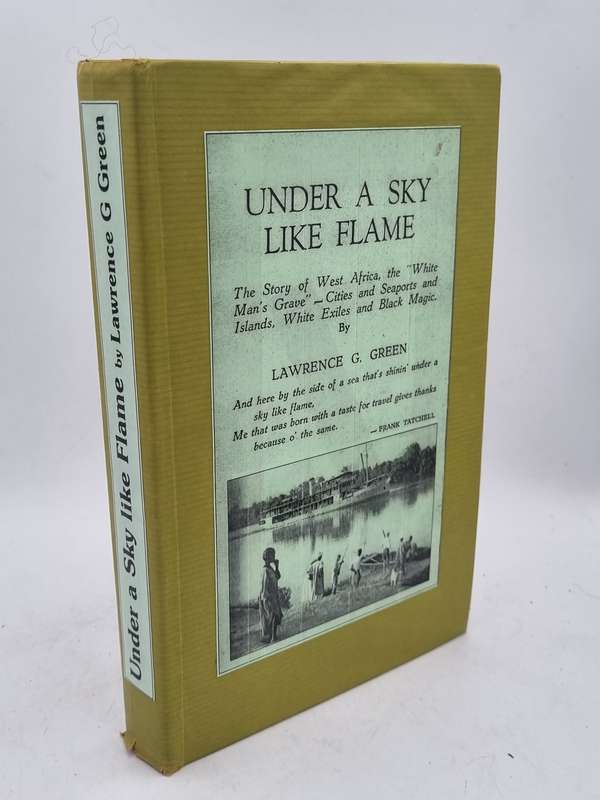 Under a Sky like Flame by Lawrence G Green
UNDER A SKY
LIKE FLAME
The Story of West Africa, the "White
Man's Grave"—Cities and Seaports and
Islands, White Exiles and Black Magic.
By
LAWRENCE G. GREEN
And here by the side of a sea that's shinin' under a
sky like flame,
Me that was born with a taste for travel gives thanks
because o' the same.
— FRANK TATCHELL